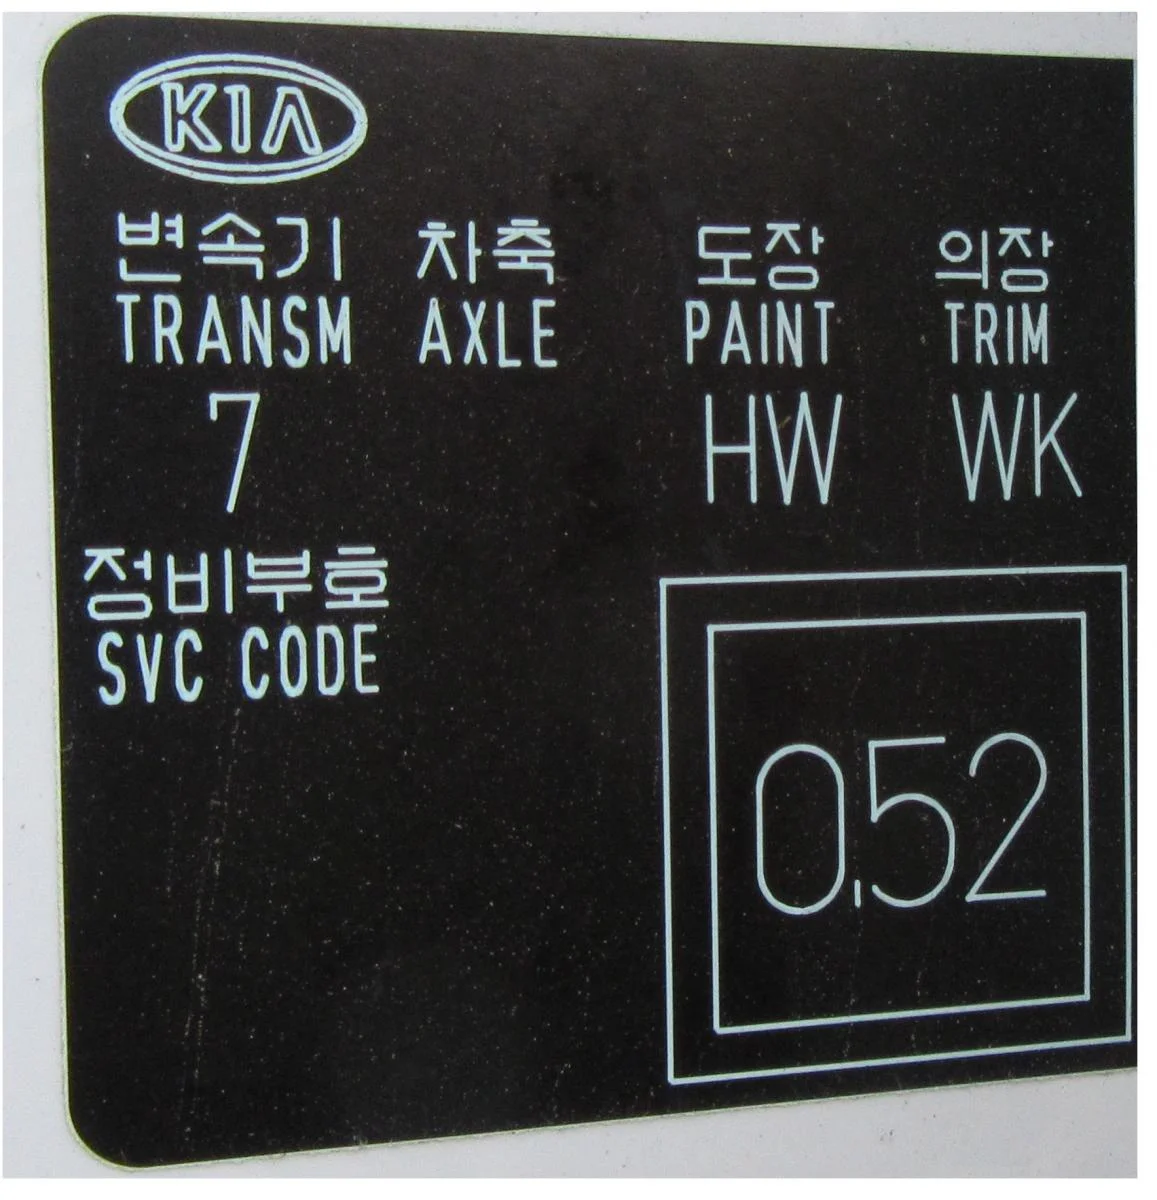 KIA
변속기 차축 도장 의장
TRANSM AXLE PAINT TRIM
7 HW WK
정비부호
SVC CODE
0.52